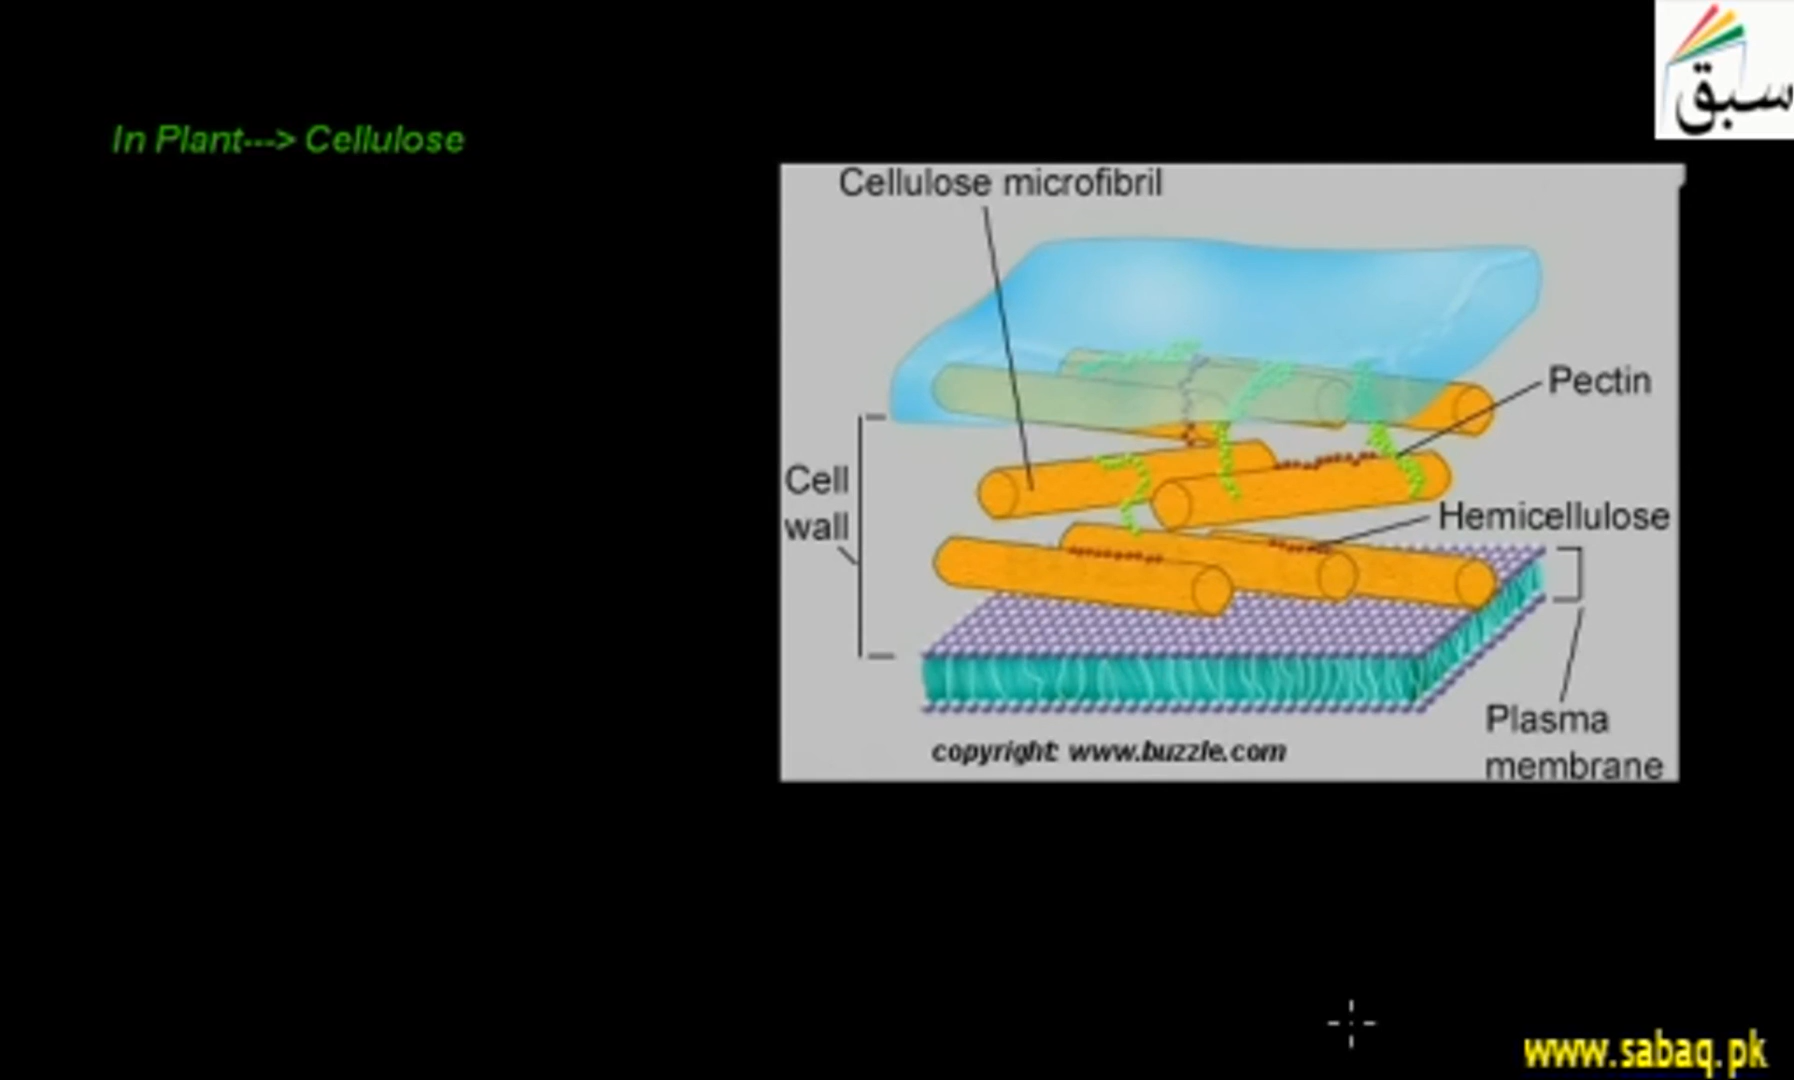 سبق
In Plant---> Cellulose
Cellulose microfibril
Pectin
Cell
wall
Hemicellulose
Plasma
membrane
copyright: www.buzzle.com
www.sabaq.pk